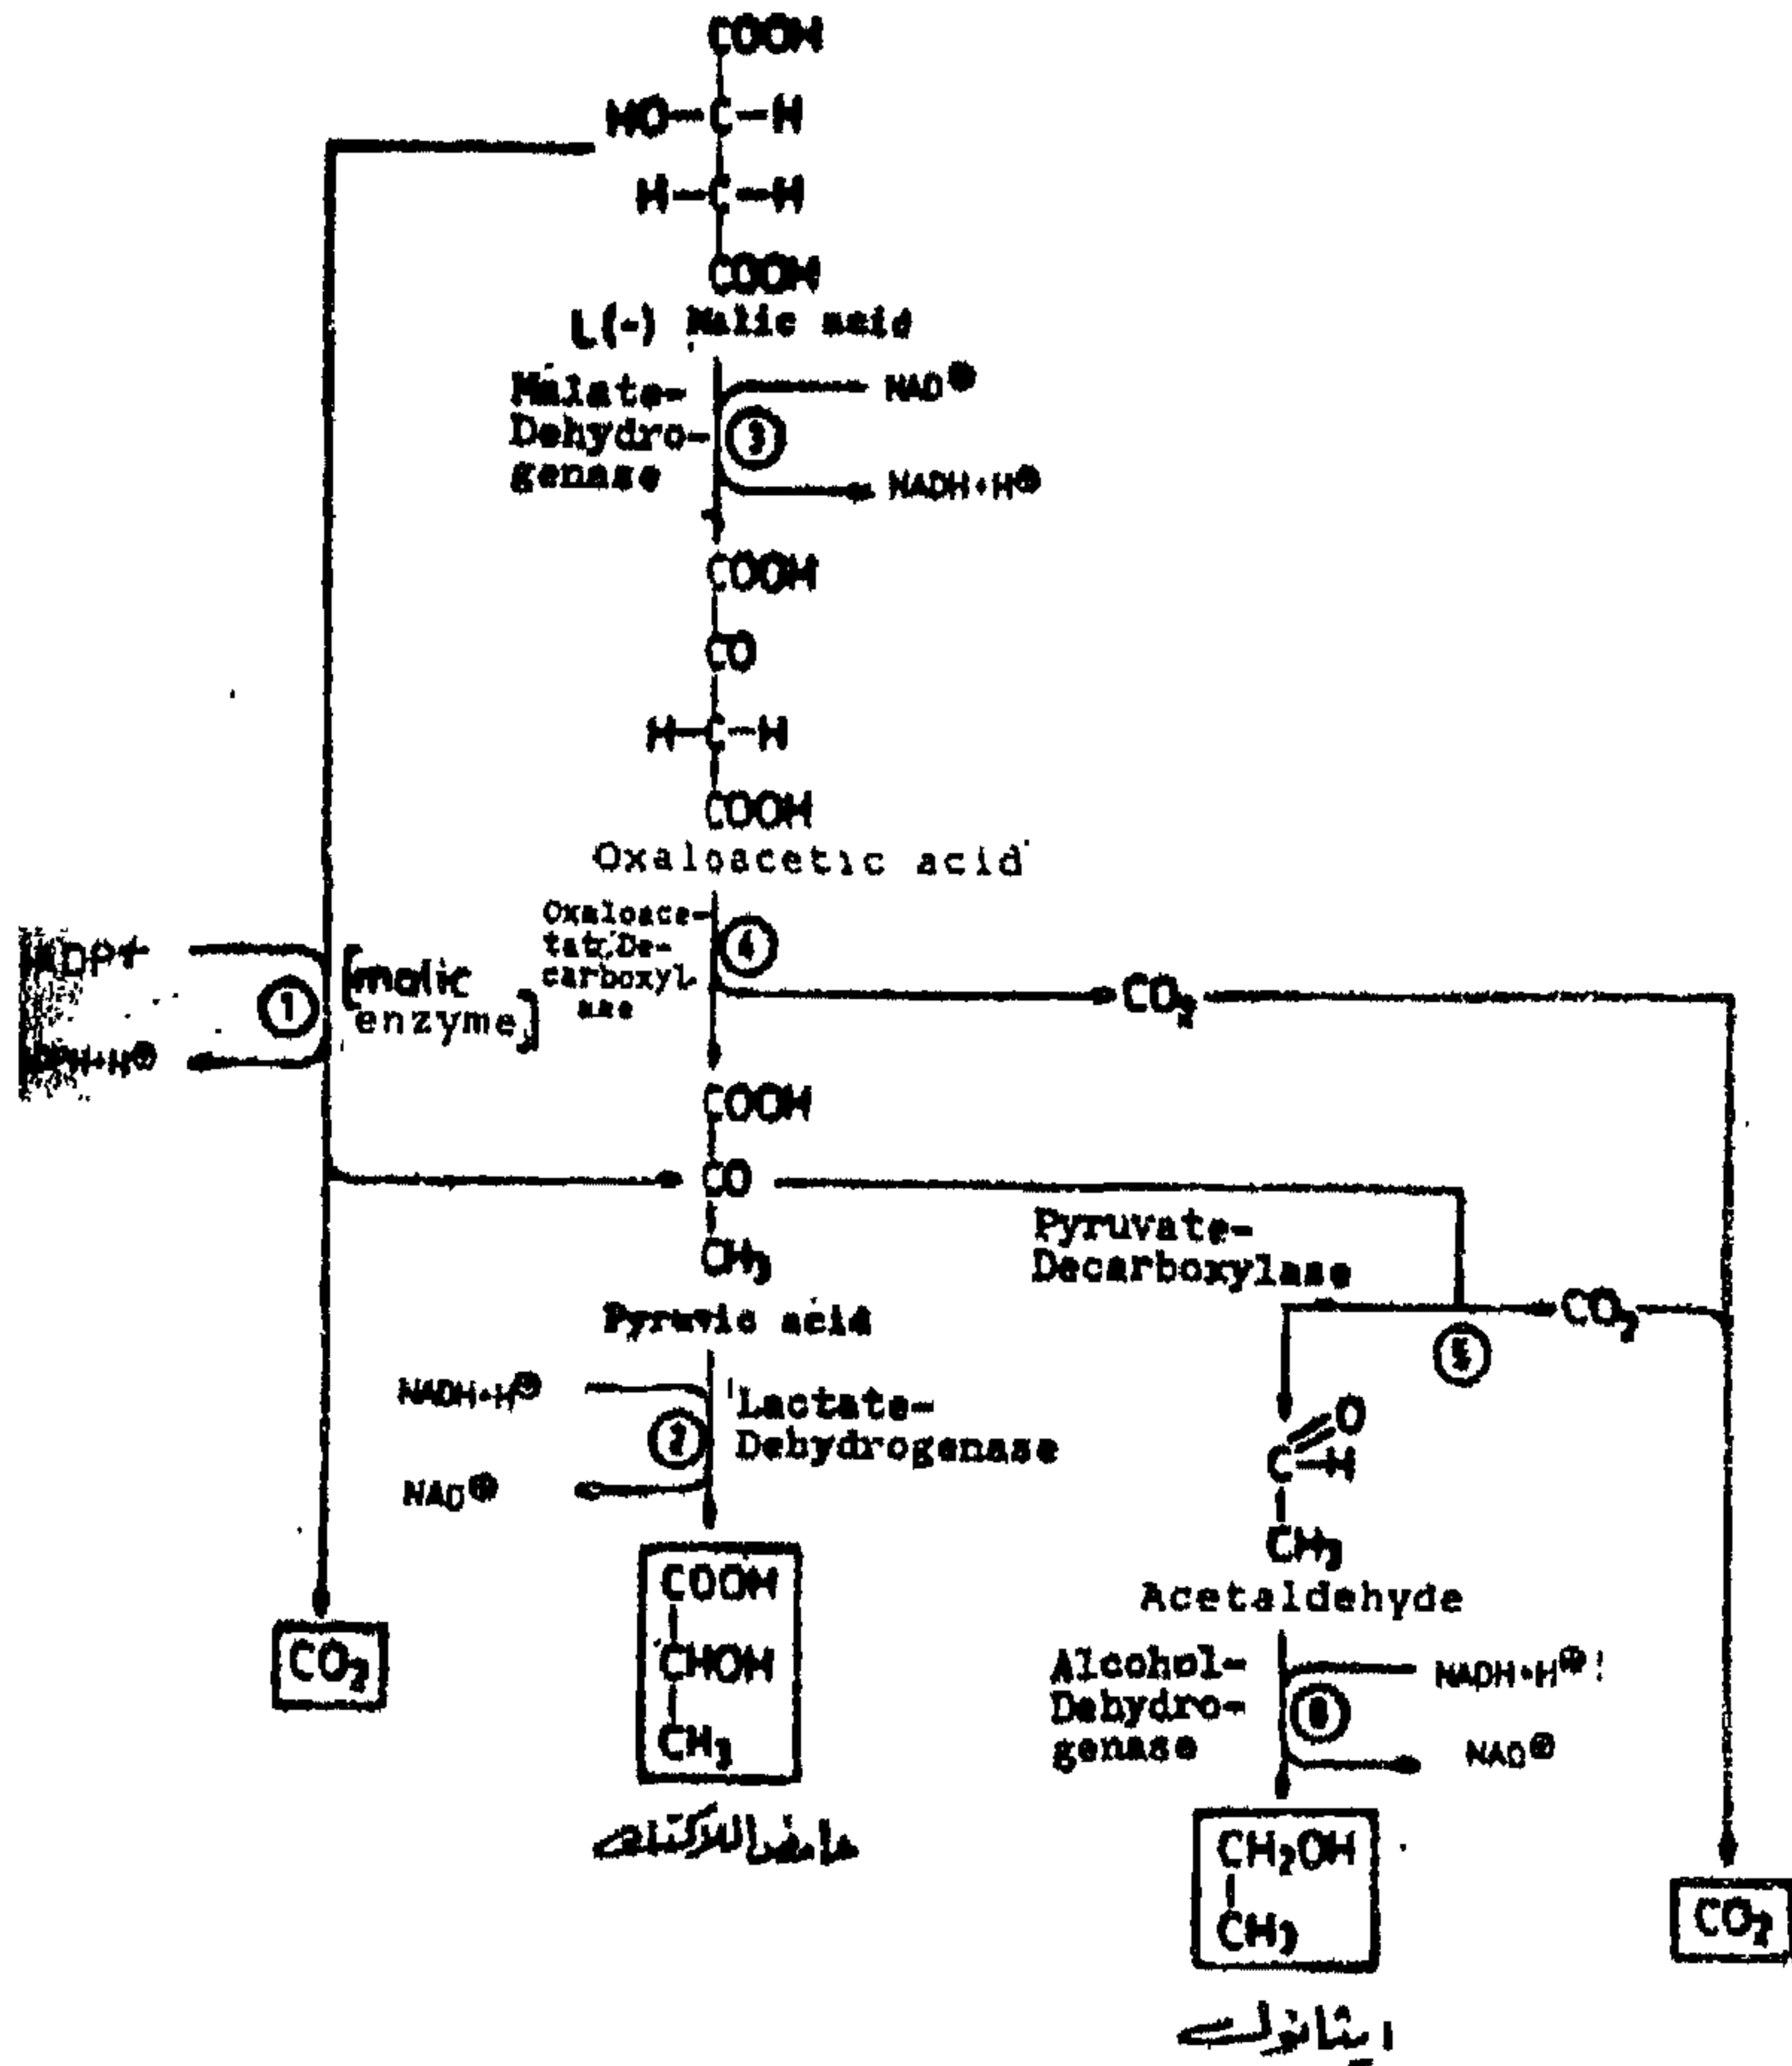 COOH
HO-C-H
H-C-H
COOH
L(-) Malic acid
Malate-
Dehydro-
genase
③
NAD⊕
NADH+H⊕
COOH
CO
H-C-H
COOH
Oxaloacetic acid
Oxaloace-
tat-De-
carboxyl-
ase
④
CO₂
①
[malic
enzyme]
COOH
CO
CH₃
Pyruvic acid
Pyruvate-
Decarboxylase
CO₂
⑤
NADH+H⊕
②
NAD⊕
Lactate-
Dehydrogenase
C=O
-H
CH₃
Acetaldehyde
Alcohol-
Dehydro-
genase
NADH+H⊕
NAD⊕
CO₂
COOH
CHOH
CH₃
حامض اللاكتيك
CH₂OH
CH₃
CO₂